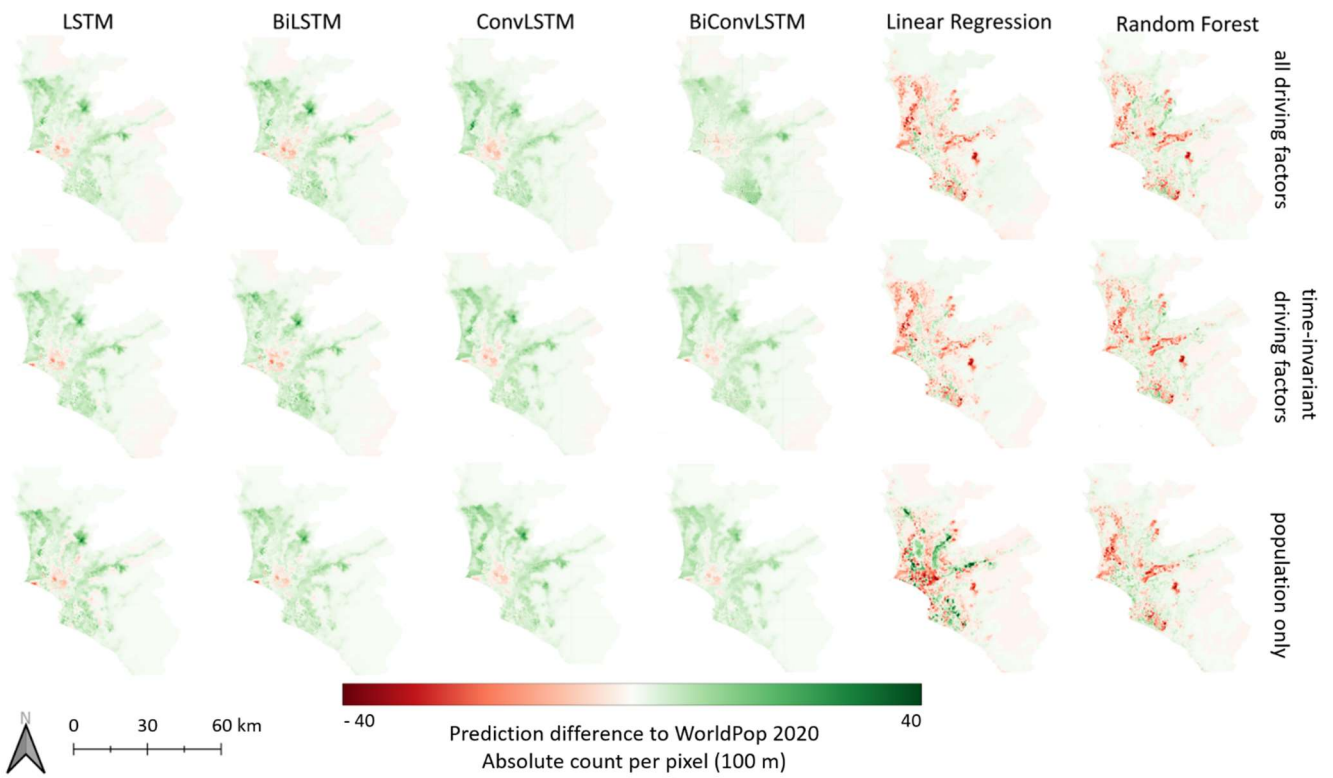 LSTM BiLSTM ConvLSTM BiConvLSTM Linear Regression Random Forest
all driving factors
time-invariant
driving factors
population only
- 40 40
Prediction difference to WorldPop 2020
Absolute count per pixel (100 m)
N
0 30 60 km